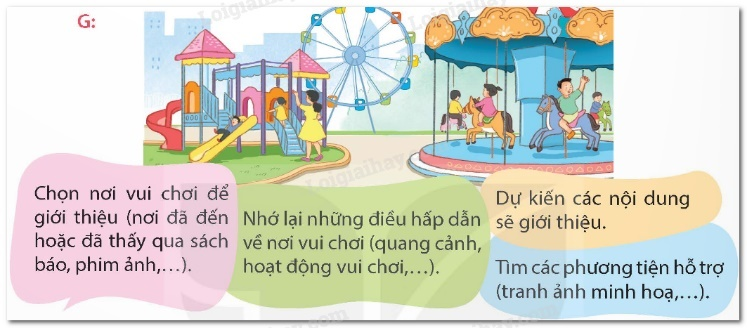 G:
Chọn nơi vui chơi để
giới thiệu (nơi đã đến
hoặc đã thấy qua sách
báo, phim ảnh,...).
Nhớ lại những điều hấp dẫn
về nơi vui chơi (quang cảnh,
hoạt động vui chơi,...).
Dự kiến các nội dung
sẽ giới thiệu.
Tìm các phương tiện hỗ trợ
(tranh ảnh minh hoạ,...).